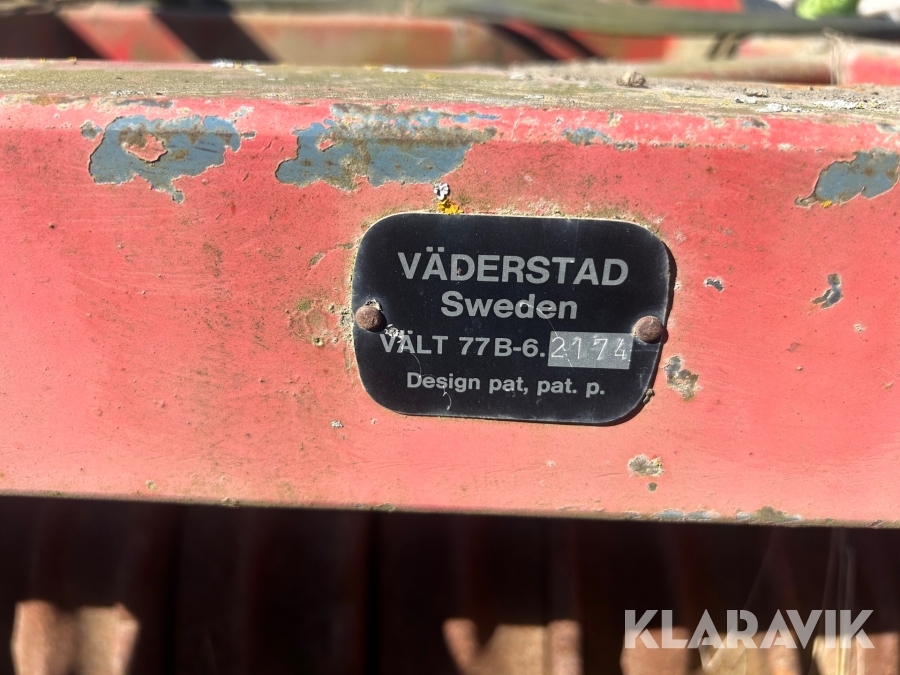 VÄDERSTAD
Sweden
VÄLT 77B-6.2174
Design pat, pat. p.
KLARAVIK